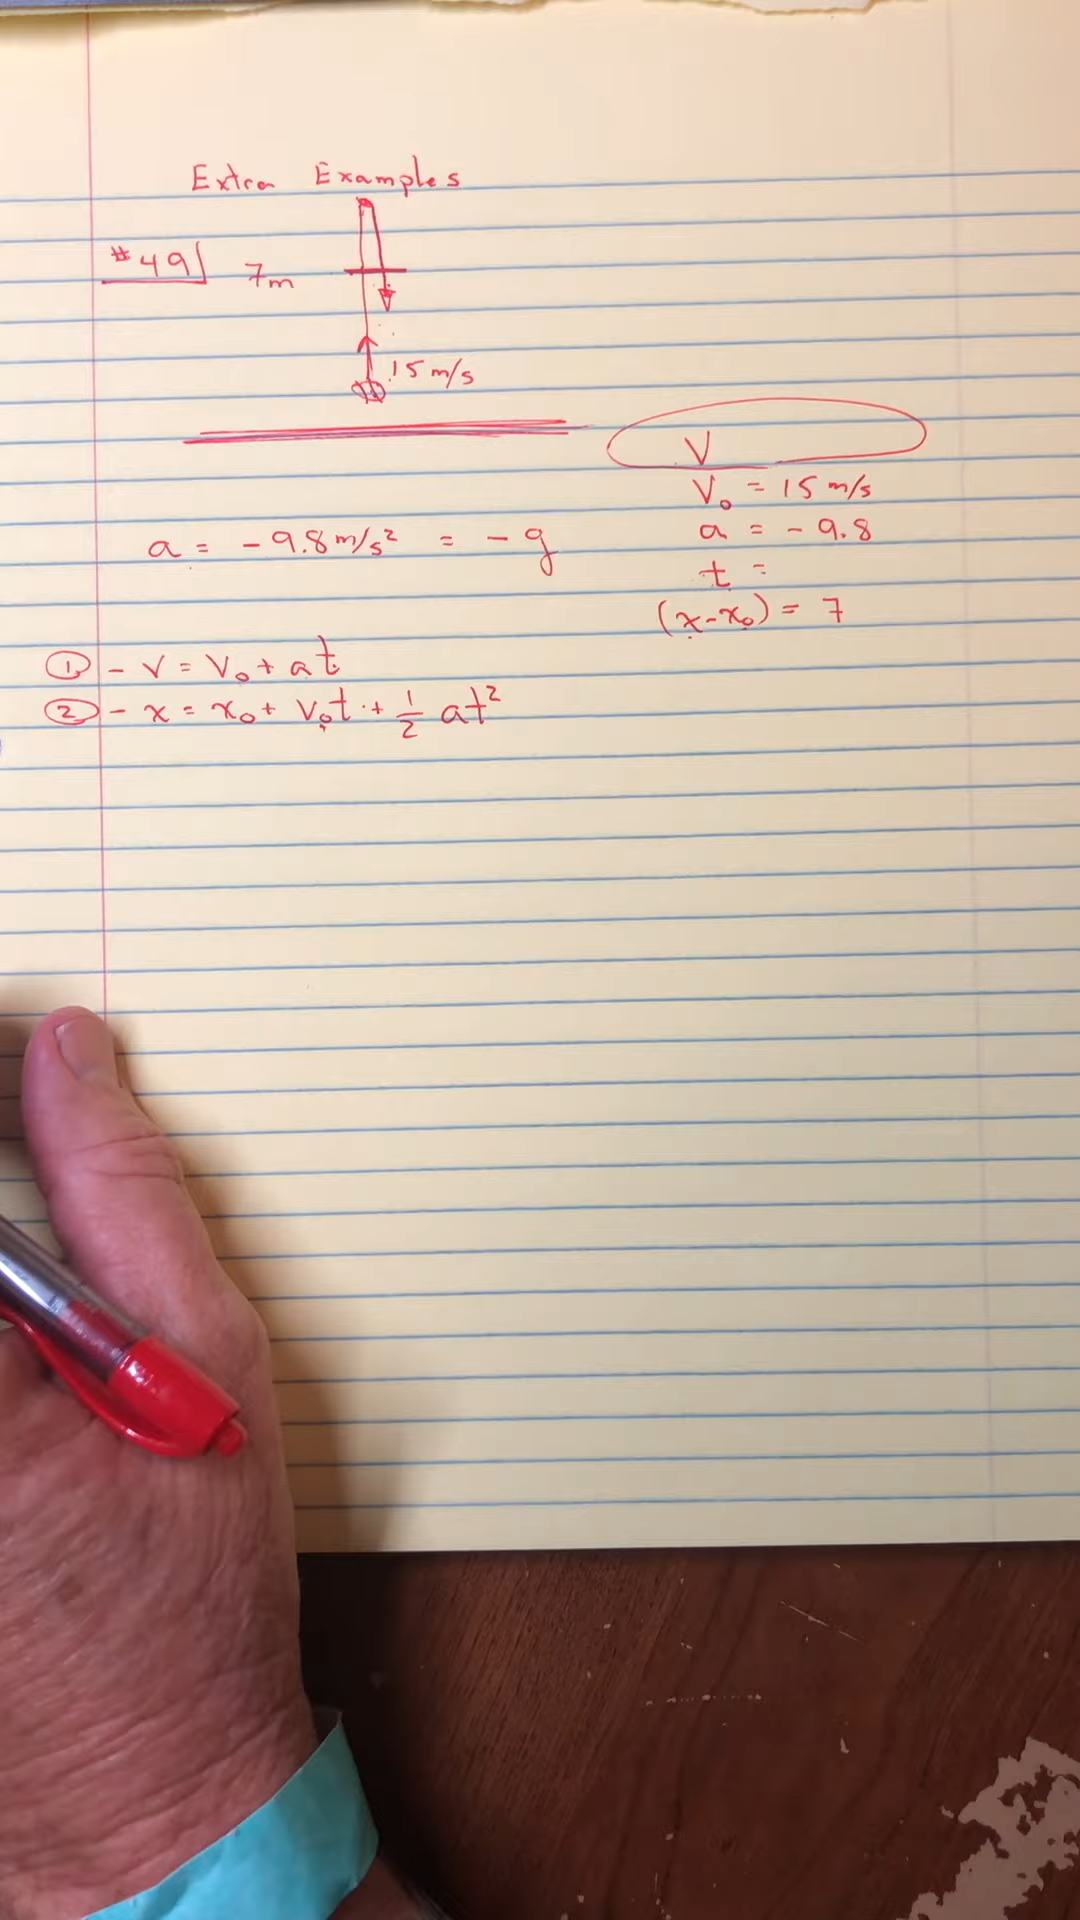 Extra Examples
#49
7m
15 m/s
V
V₀ = 15 m/s
a = -9.8 m/s² = -g
a = -9.8
t =
(x-x₀) = 7
① - V = V₀ + at
② - x = x₀ + V₀t + 1/2 at²